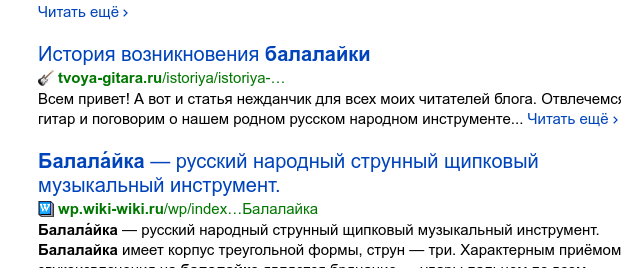 Читать ещё ›
История возникновения балалайки
tvoya-gitara.ru/istoriya/istoriya-…
Всем привет! А вот и статья нежданчик для всех моих читателей блога. Отвлечемся
гитар и поговорим о нашем родном русском народном инструменте... Читать ещё ›
Балала́йка — русский народный струнный щипковый
музыкальный инструмент.
wp.wiki-wiki.ru/wp/index…Балалайка
Балала́йка — русский народный струнный щипковый музыкальный инструмент.
Балалайка имеет корпус треугольной формы, струн — три. Характерным приёмом